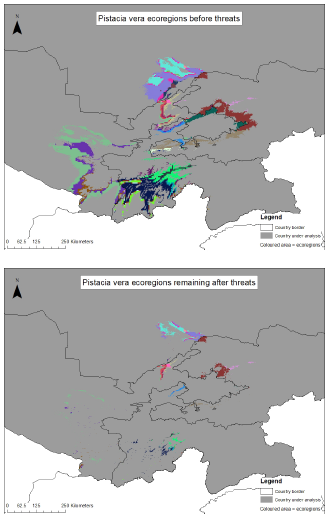 Pistacia vera ecoregions before threats
N
Legend
Country border
Country under analysis
Coloured area = ecoregions
0 62.5 125 250 Kilometers
Pistacia vera ecoregions remaining after threats
N
Legend
Country border
Country under analysis
Coloured area = ecoregions
0 62.5 125 250 Kilometers